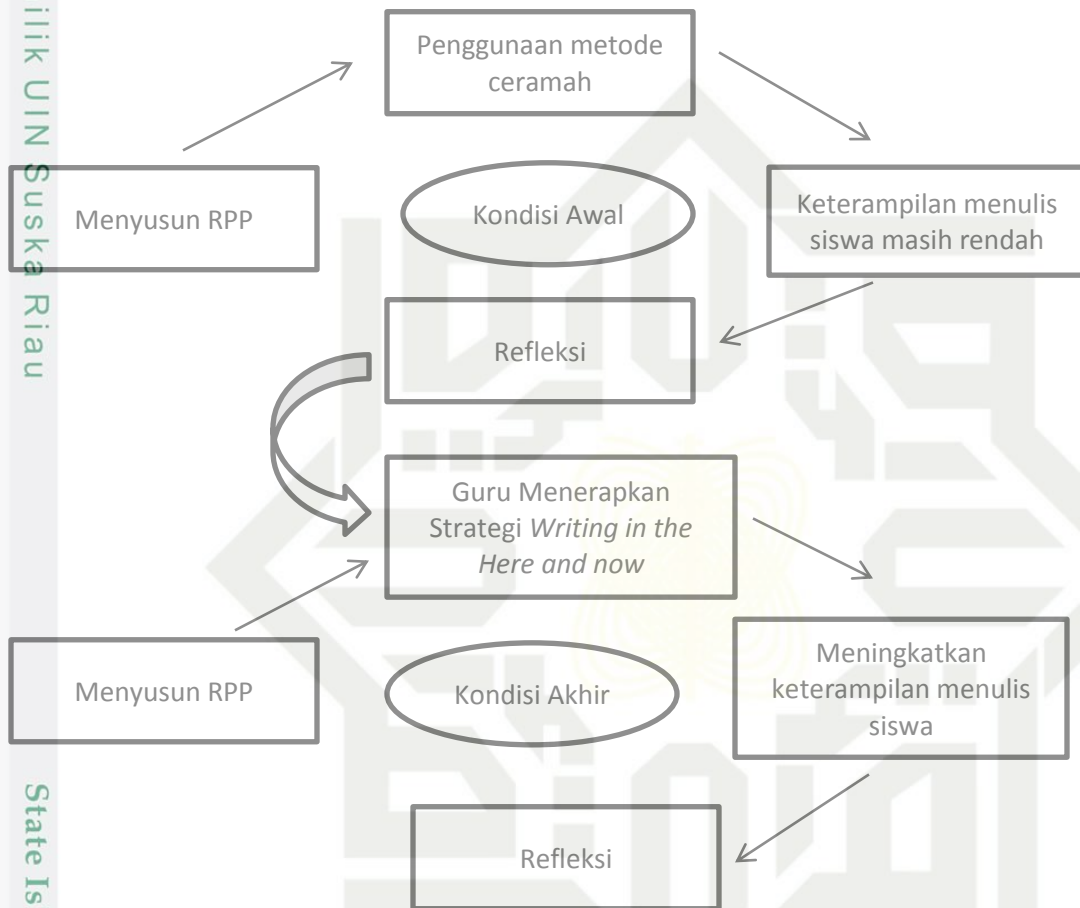 Penggunaan metode
ceramah
Menyusun RPP
Kondisi Awal
Keterampilan menulis
siswa masih rendah
Refleksi
Guru Menerapkan
Strategi Writing in the
Here and now
Menyusun RPP
Kondisi Akhir
Meningkatkan
keterampilan menulis
siswa
Refleksi
ilik UIN Suska Riau
State Is